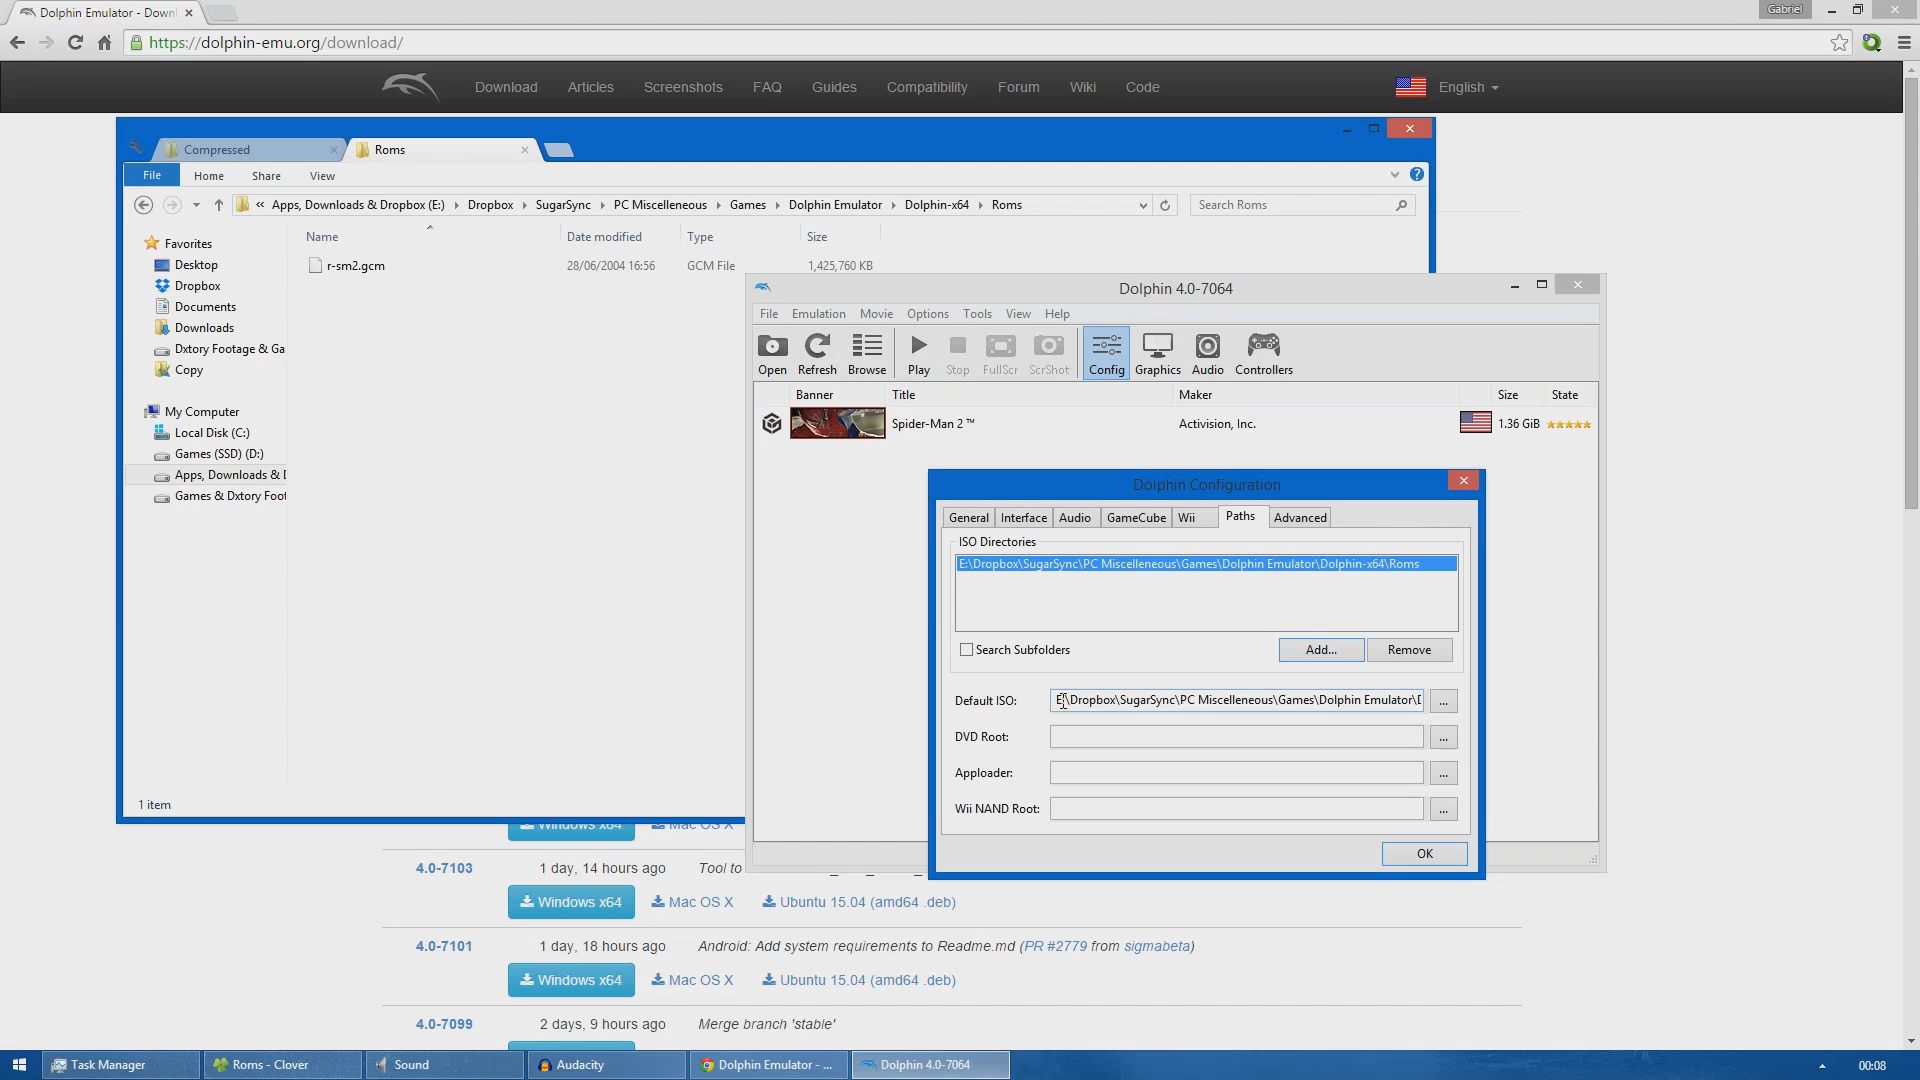 Dolphin Emulator - Downl
Gabriel
https://dolphin-emu.org/download/
Download Articles Screenshots FAQ Guides Compatibility Forum Wiki Code English
Compressed Roms
File Home Share View
« Apps, Downloads & Dropbox (E:) Dropbox SugarSync PC Miscelleneous Games Dolphin Emulator Dolphin-x64 Roms Search Roms
Favorites
Desktop
Dropbox
Documents
Downloads
Dxtory Footage & Ga
Copy
My Computer
Local Disk (C:)
Games (SSD) (D:)
Apps, Downloads & D
Games & Dxtory Foot
Name Date modified Type Size
r-sm2.gcm 28/06/2004 16:56 GCM File 1,425,760 KB
1 item
Dolphin 4.0-7064
File Emulation Movie Options Tools View Help
Open Refresh Browse Play Stop FullScr ScrShot Config Graphics Audio Controllers
Banner Title Maker Size State
Spider-Man 2 ™ Activision, Inc. 1.36 GiB
Dolphin Configuration
General Interface Audio GameCube Wii Paths Advanced
ISO Directories
E:\Dropbox\SugarSync\PC Miscelleneous\Games\Dolphin Emulator\Dolphin-x64\Roms
Search Subfolders Add... Remove
Default ISO: E:\Dropbox\SugarSync\PC Miscelleneous\Games\Dolphin Emulator\D ...
DVD Root: ...
Apploader: ...
Wii NAND Root: ...
OK
Windows x64 Mac OS X
4.0-7103 1 day, 14 hours ago Tool to
Windows x64 Mac OS X Ubuntu 15.04 (amd64 .deb)
4.0-7101 1 day, 18 hours ago Android: Add system requirements to Readme.md (PR #2779 from sigmabeta)
Windows x64 Mac OS X Ubuntu 15.04 (amd64 .deb)
4.0-7099 2 days, 9 hours ago Merge branch 'stable'
Task Manager Roms - Clover Sound Audacity Dolphin Emulator - ... Dolphin 4.0-7064 00:08